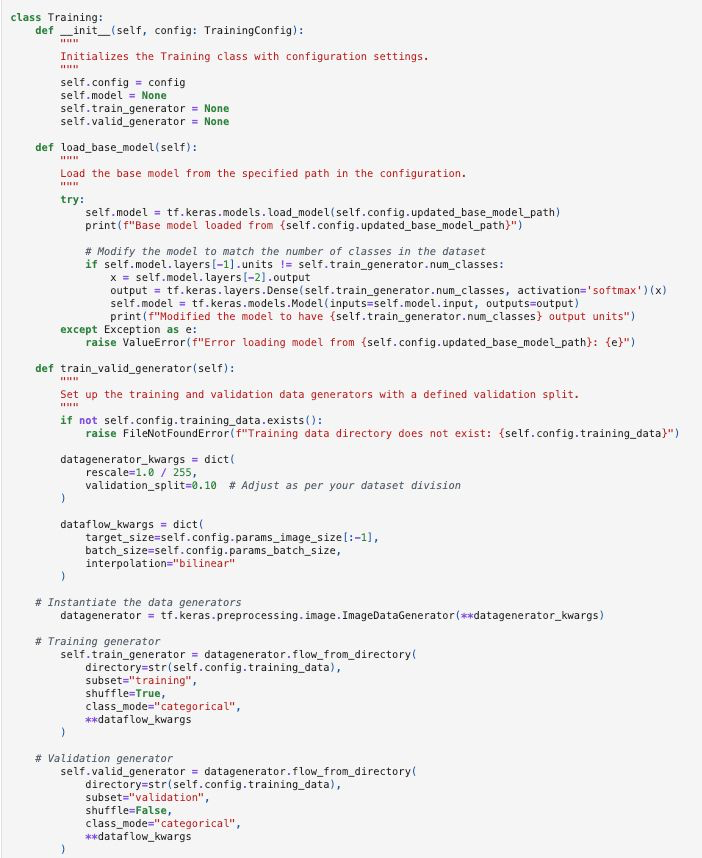 class Training:
    def __init__(self, config: TrainingConfig):
        """
        Initializes the Training class with configuration settings.
        """
        self.config = config
        self.model = None
        self.train_generator = None
        self.valid_generator = None

    def load_base_model(self):
        """
        Load the base model from the specified path in the configuration.
        """
        try:
            self.model = tf.keras.models.load_model(self.config.updated_base_model_path)
            print(f"Base model loaded from {self.config.updated_base_model_path}")

            # Modify the model to match the number of classes in the dataset
            if self.model.layers[-1].units != self.train_generator.num_classes:
                x = self.model.layers[-2].output
                output = tf.keras.layers.Dense(self.train_generator.num_classes, activation='softmax')(x)
                self.model = tf.keras.models.Model(inputs=self.model.input, outputs=output)
                print(f"Modified the model to have {self.train_generator.num_classes} output units")
        except Exception as e:
            raise ValueError(f"Error loading model from {self.config.updated_base_model_path}: {e}")

    def train_valid_generator(self):
        """
        Set up the training and validation data generators with a defined validation split.
        """
        if not self.config.training_data.exists():
            raise FileNotFoundError(f"Training data directory does not exist: {self.config.training_data}")

        datagenerator_kwargs = dict(
            rescale=1.0 / 255,
            validation_split=0.10  # Adjust as per your dataset division
        )

        dataflow_kwargs = dict(
            target_size=self.config.params_image_size[:-1],
            batch_size=self.config.params_batch_size,
            interpolation="bilinear"
        )

    # Instantiate the data generators
        datagenerator = tf.keras.preprocessing.image.ImageDataGenerator(**datagenerator_kwargs)

    # Training generator
        self.train_generator = datagenerator.flow_from_directory(
            directory=str(self.config.training_data),
            subset="training",
            shuffle=True,
            class_mode="categorical",
            **dataflow_kwargs
        )

    # Validation generator
        self.valid_generator = datagenerator.flow_from_directory(
            directory=str(self.config.training_data),
            subset="validation",
            shuffle=False,
            class_mode="categorical",
            **dataflow_kwargs
        )